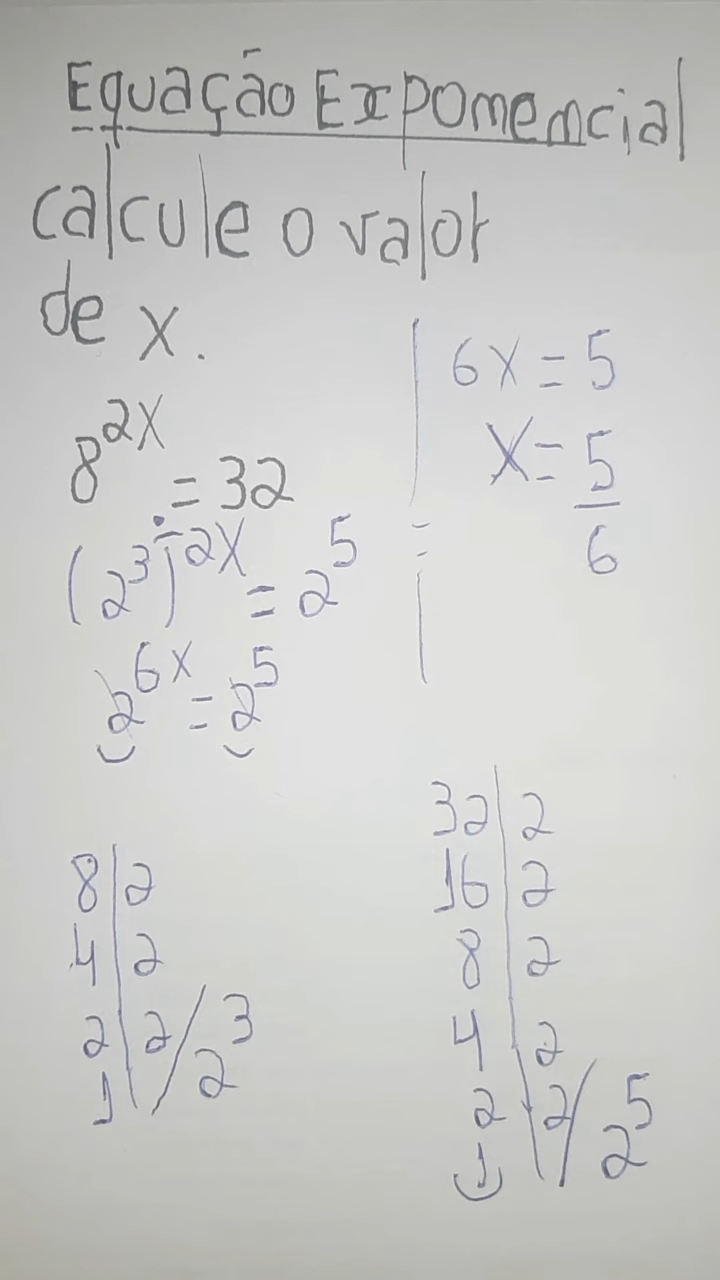 Equação Exponencial
calcule o valor
de x.
8^{2x} = 32
(2^3)^{2x} = 2^5
2^{6x} = 2^5
6x = 5
x = 5/6
8 | 2
4 | 2
2 | 2 / 2^3
1
32 | 2
16 | 2
8 | 2
4 | 2
2 | 2 / 2^5
1